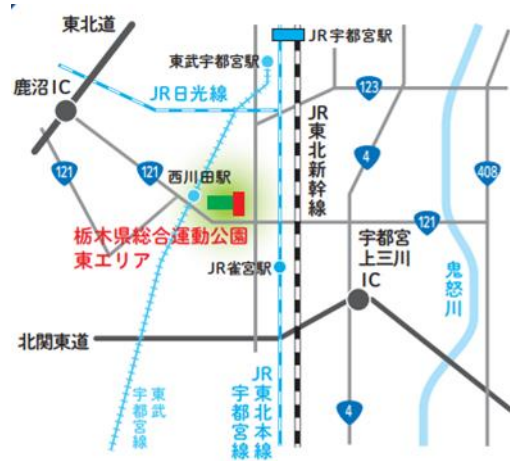 東北道
JR宇都宮駅
東武宇都宮駅
鹿沼IC
JR日光線
123
JR東北新幹線
4
121
121
408
西川田駅
121
栃木県総合運動公園
東エリア
宇都宮
上三川
IC
JR雀宮駅
鬼怒川
北関東道
東武
宇都宮線
JR東北本線
宇都宮線
4